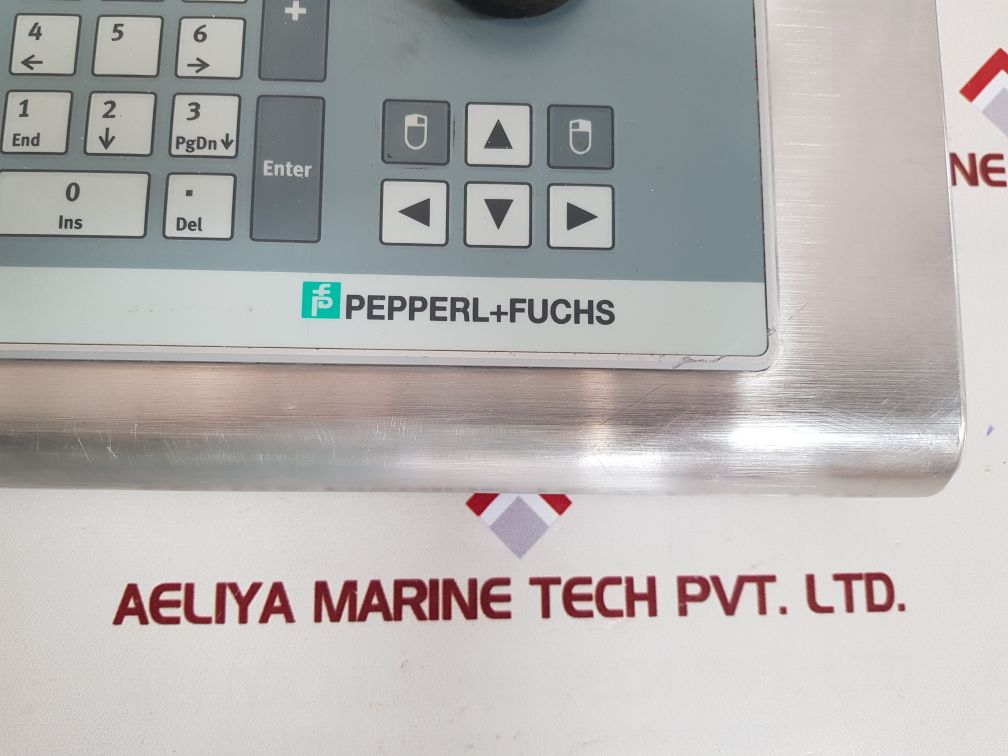 +
4 5 6
← →
1 2 3
End ↓ PgDn ↓
Enter
0 .
Ins Del
PEPPERL+FUCHS
NE
AELIYA MARINE TECH PVT. LTD.